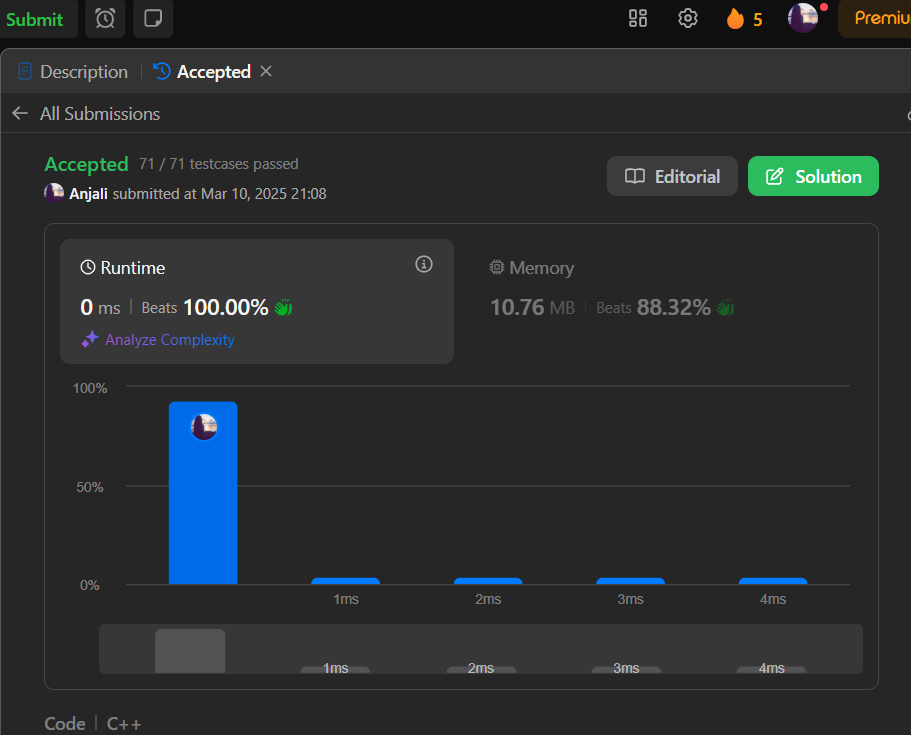 Submit 5 Premiu
Description Accepted
All Submissions
Accepted 71 / 71 testcases passed
Anjali submitted at Mar 10, 2025 21:08
Editorial Solution
Runtime
0 ms Beats 100.00%
Analyze Complexity
Memory
10.76 MB Beats 88.32%
100%
50%
0%
1ms 2ms 3ms 4ms
1ms 2ms 3ms 4ms
Code C++